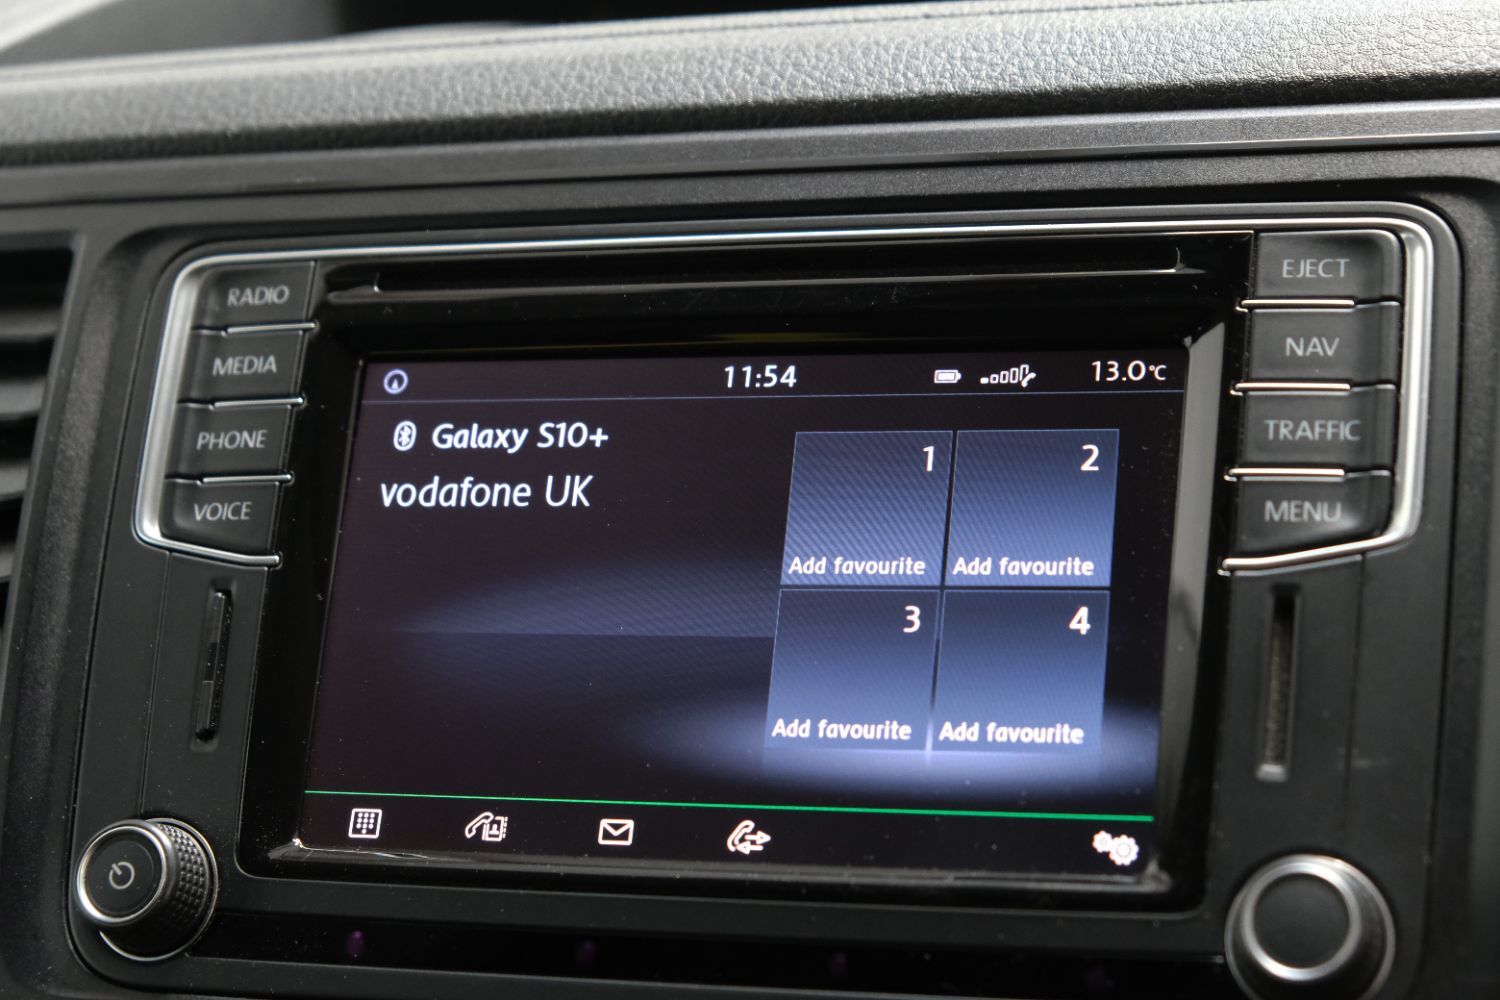 RADIO
MEDIA
PHONE
VOICE
EJECT
NAV
TRAFFIC
MENU
11:54
13.0°C
Galaxy S10+
vodafone UK
1
Add favourite
2
Add favourite
3
Add favourite
4
Add favourite